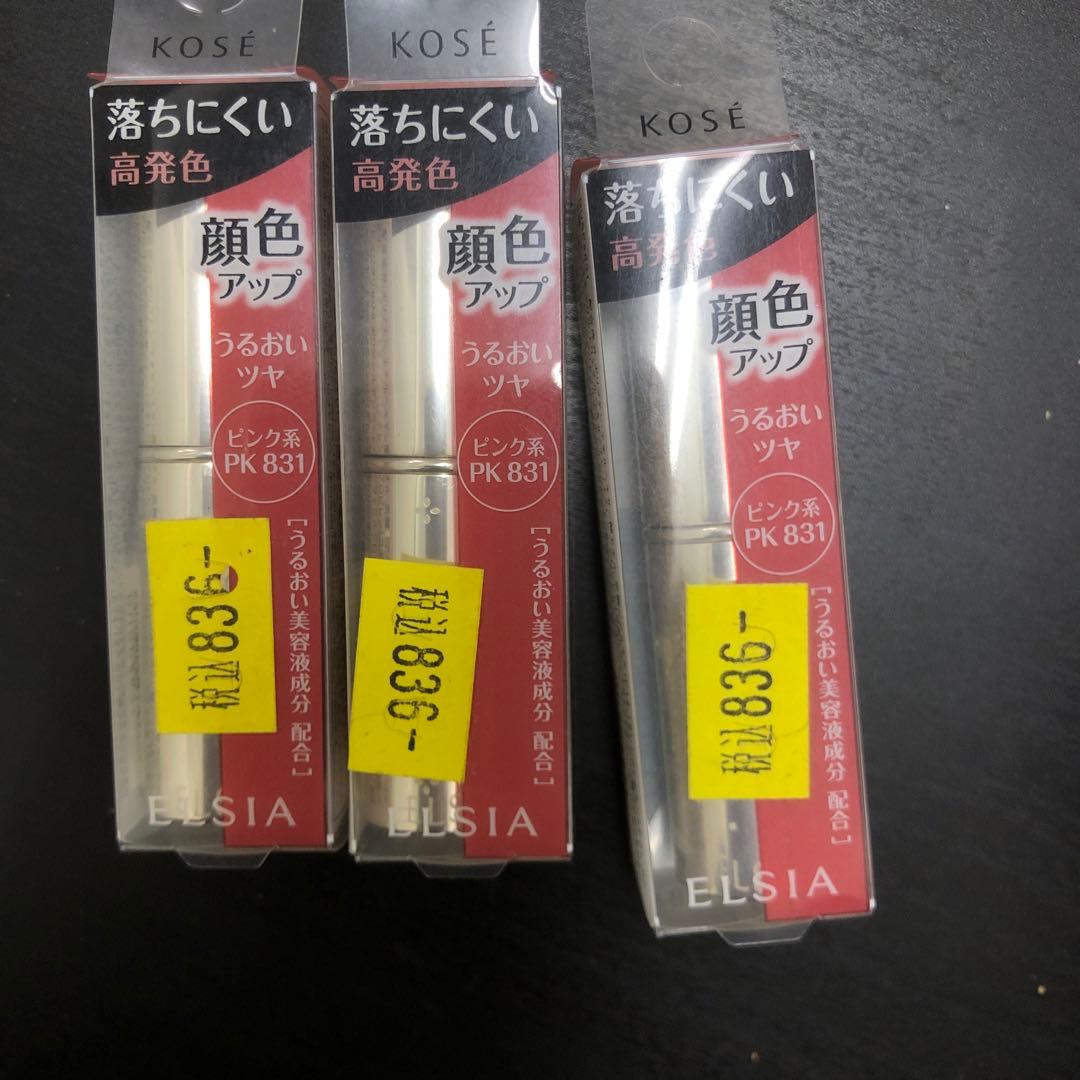 KOSÉ
落ちにくい
高発色
顔色
アップ
うるおい
ツヤ
ピンク系
PK 831
[うるおい美容液成分 配合]
税込836-
ELSIA
KOSÉ
落ちにくい
高発色
顔色
アップ
うるおい
ツヤ
ピンク系
PK 831
[うるおい美容液成分 配合]
税込836-
ELSIA
KOSÉ
落ちにくい
高発色
顔色
アップ
うるおい
ツヤ
ピンク系
PK 831
[うるおい美容液成分 配合]
税込836-
ELSIA